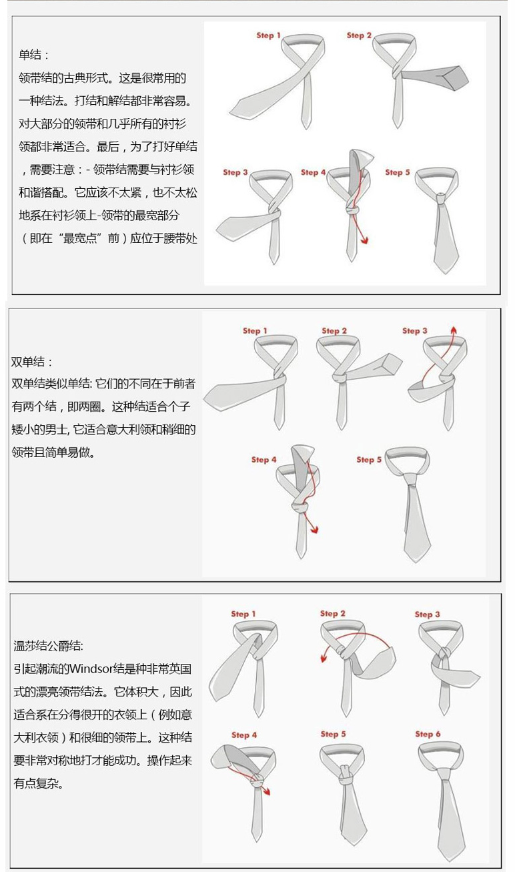 单结：
领带结的古典形式。这是很常用的
一种结法。打结和解结都非常容易。
对大部分的领带和几乎所有的衬衫
领都非常适合。最后，为了打好单结
，需要注意：- 领带结需要与衬衫领
和谐搭配。它应该不太紧，也不太松
地系在衬衫领上-领带的最宽部分
（即在“最宽点”前）应位于腰带处
Step 1
Step 2
Step 3
Step 4
Step 5
双单结：
双单结类似单结: 它们的不同在于前者
有两个结，即两圈。这种结适合个子
矮小的男士, 它适合意大利领和稍细的
领带且简单易做。
Step 1
Step 2
Step 3
Step 4
Step 5
温莎结公爵结:
引起潮流的Windsor结是种非常英国
式的漂亮领带结法。它体积大，因此
适合系在分得很开的衣领上（例如意
大利衣领）和很细的领带上。这种结
要非常对称地打才能成功。操作起来
有点复杂。
Step 1
Step 2
Step 3
Step 4
Step 5
Step 6